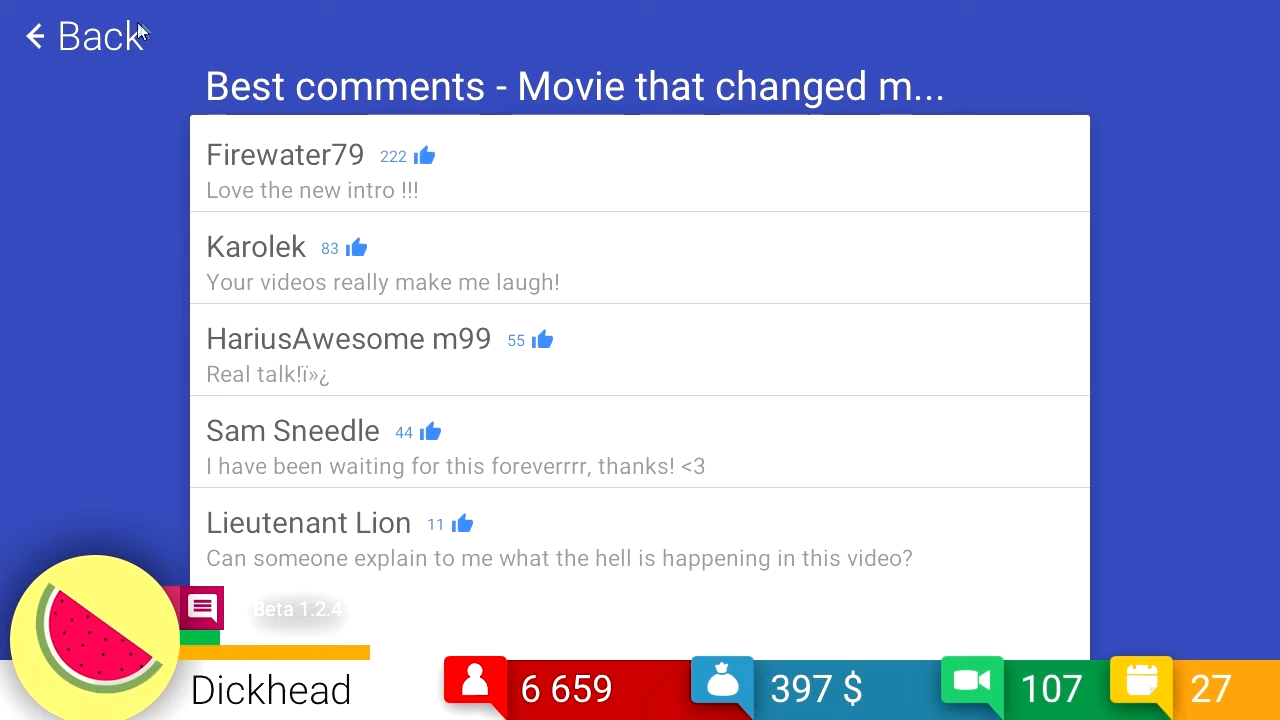 Back
Best comments - Movie that changed m...
Firewater79 222
Love the new intro !!!
Karolek 83
Your videos really make me laugh!
HariusAwesome m99 55
Real talk!ï»¿
Sam Sneedle 44
I have been waiting for this foreverrrr, thanks! <3
Lieutenant Lion 11
Can someone explain to me what the hell is happening in this video?
Beta 1.2.4
Dickhead 6 659 397 $ 107 27